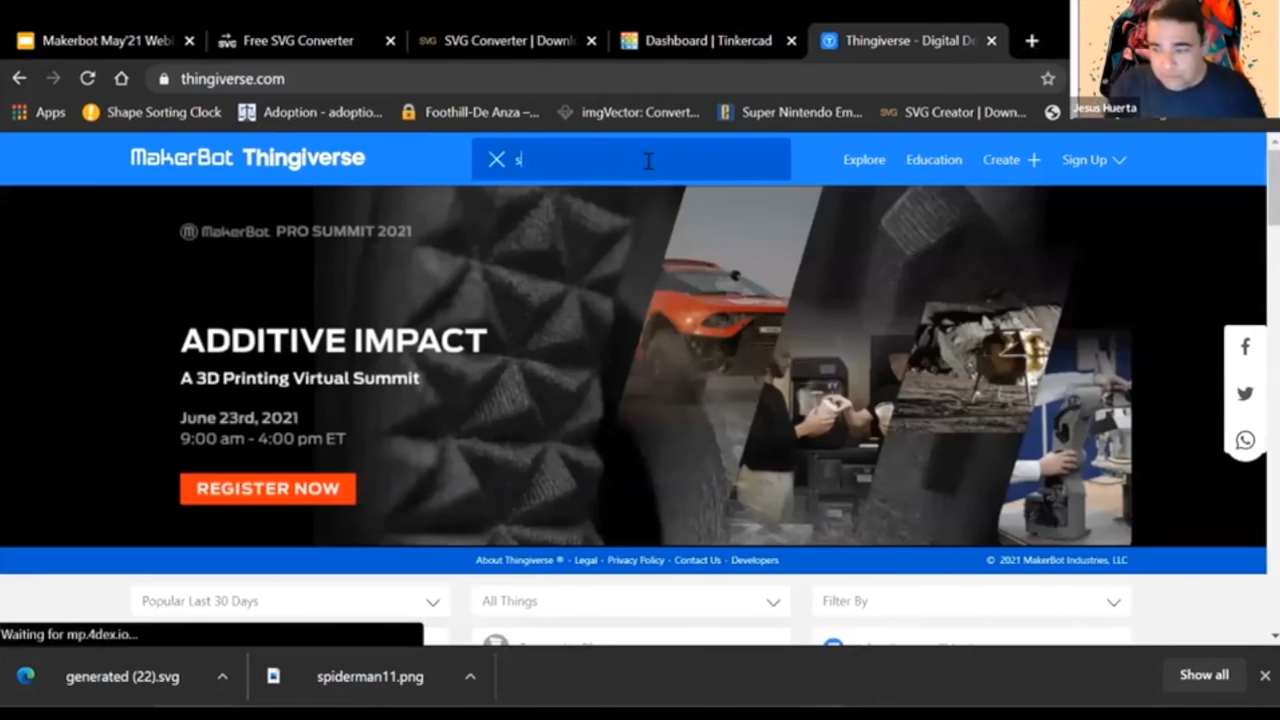 Makerbot May'21 Web
Free SVG Converter
SVG Converter | Downl
Dashboard | Tinkercad
Thingiverse - Digital De
thingiverse.com
Jesus Huerta
Apps
Shape Sorting Clock
Adoption - adoptio...
Foothill-De Anza –...
imgVector: Convert...
Super Nintendo Em...
SVG
SVG Creator | Down...
MakerBot Thingiverse
s
Explore
Education
Create
Sign Up
MakerBot PRO SUMMIT 2021
ADDITIVE IMPACT
A 3D Printing Virtual Summit
June 23rd, 2021
9:00 am - 4:00 pm ET
REGISTER NOW
About Thingiverse ® · Legal · Privacy Policy · Contact Us · Developers
© 2021 MakerBot Industries, LLC
Popular Last 30 Days
All Things
Filter By
Waiting for mp.4dex.io...
generated (22).svg
spiderman11.png
Show all